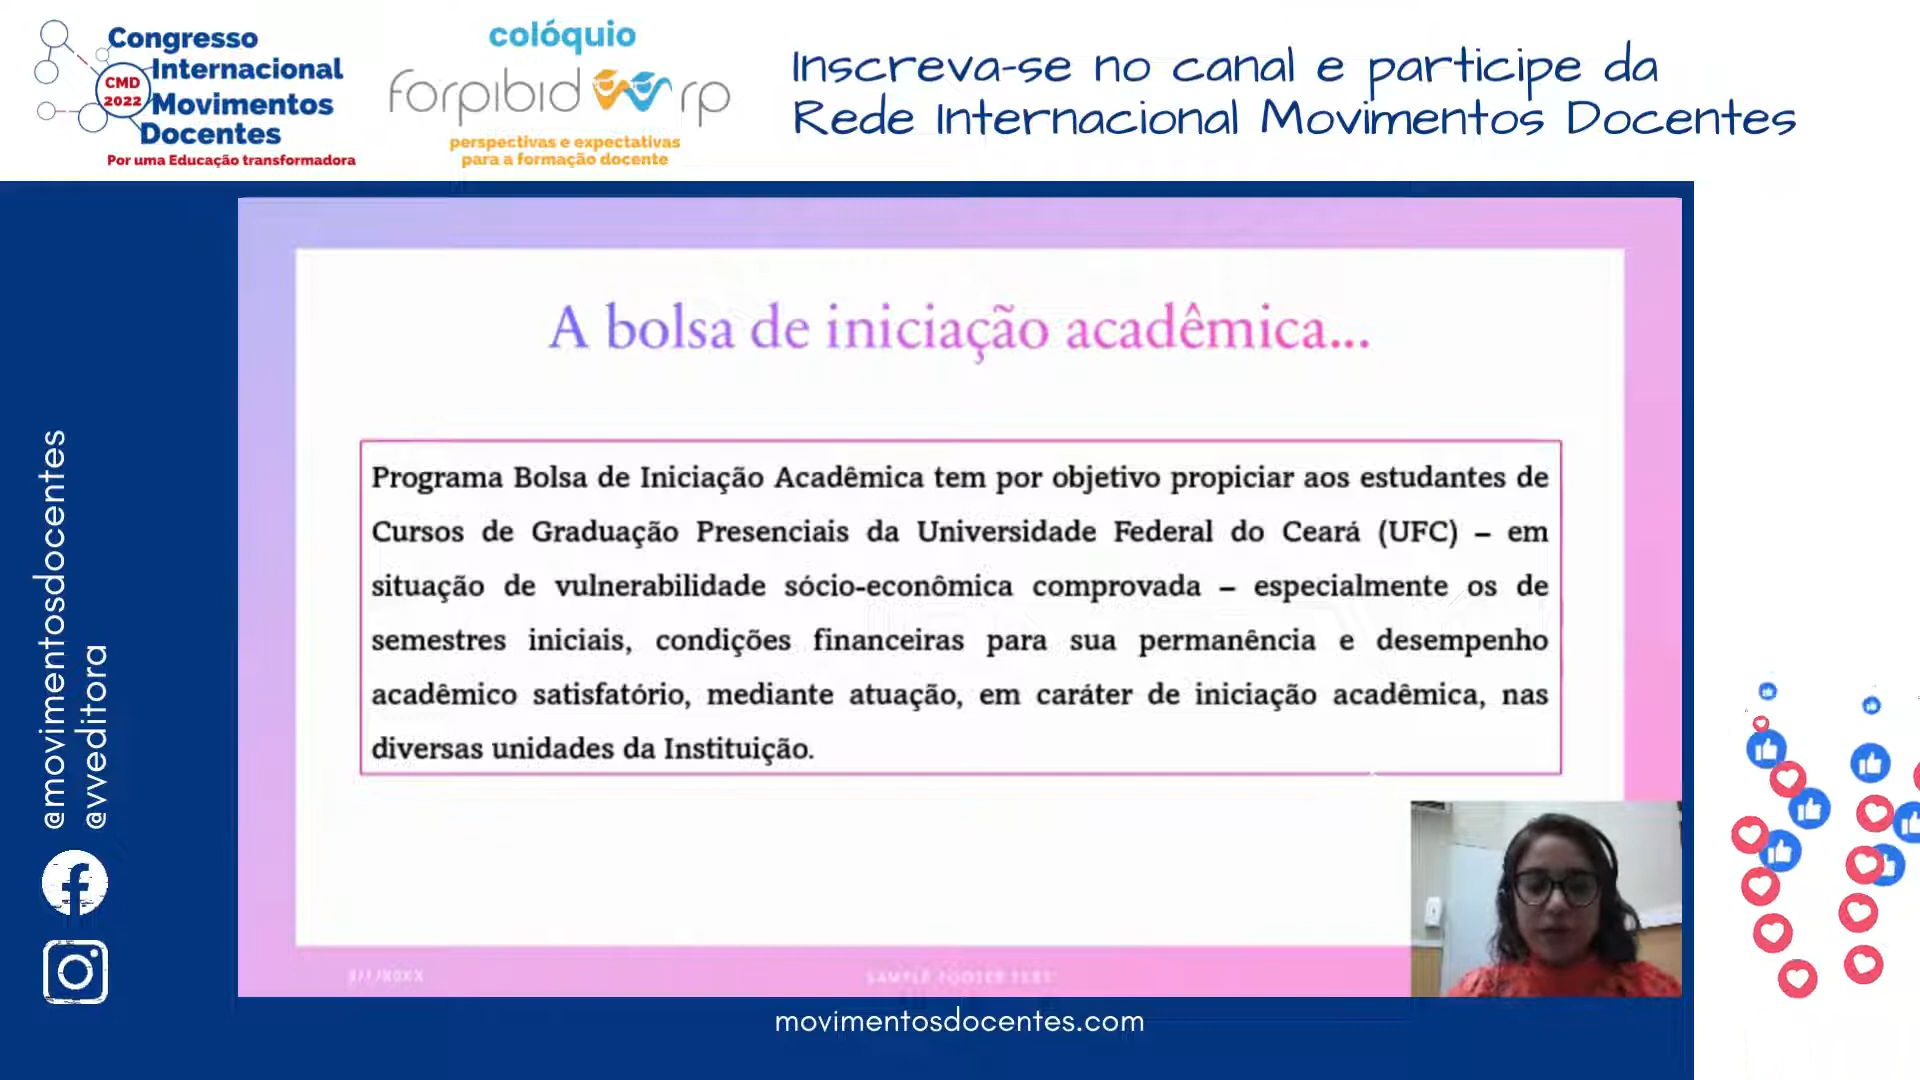 Congresso
Internacional
CMD
2022
Movimentos
Docentes
Por uma Educação transformadora
colóquio
forpibid rp
perspectivas e expectativas
para a formação docente
Inscreva-se no canal e participe da
Rede Internacional Movimentos Docentes
A bolsa de iniciação acadêmica...
Programa Bolsa de Iniciação Acadêmica tem por objetivo propiciar aos estudantes de
Cursos de Graduação Presenciais da Universidade Federal do Ceará (UFC) – em
situação de vulnerabilidade sócio-econômica comprovada – especialmente os de
semestres iniciais, condições financeiras para sua permanência e desempenho
acadêmico satisfatório, mediante atuação, em caráter de iniciação acadêmica, nas
diversas unidades da Instituição.
SAMPLE FOOTER TEXT
@movimentosdocentes
@vveditora
movimentosdocentes.com